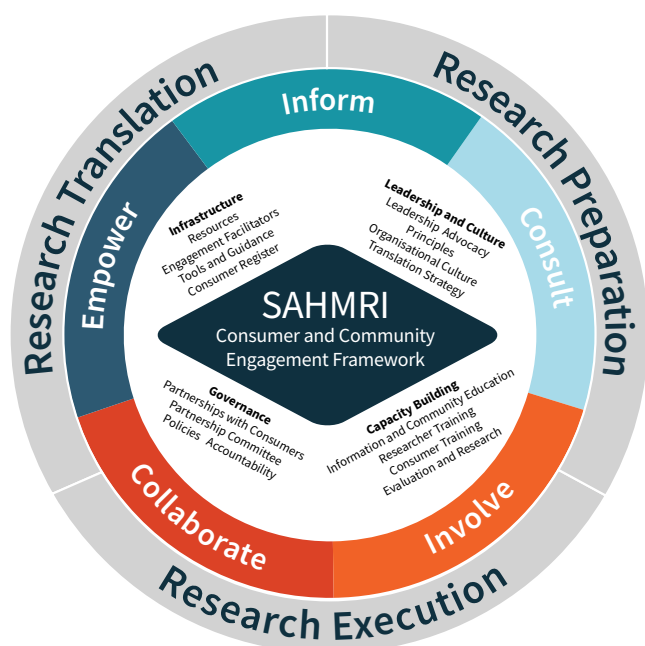 Research Translation
Research Preparation
Research Execution
Inform
Consult
Involve
Collaborate
Empower
Infrastructure
Resources
Engagement Facilitators
Tools and Guidance
Consumer Register
Leadership and Culture
Leadership Advocacy
Principles
Organisational Culture
Translation Strategy
SAHMRI
Consumer and Community
Engagement Framework
Governance
Partnerships with Consumers
Partnership Committee
Policies Accountability
Capacity Building
Information and Community Education
Researcher Training
Consumer Training
Evaluation and Research